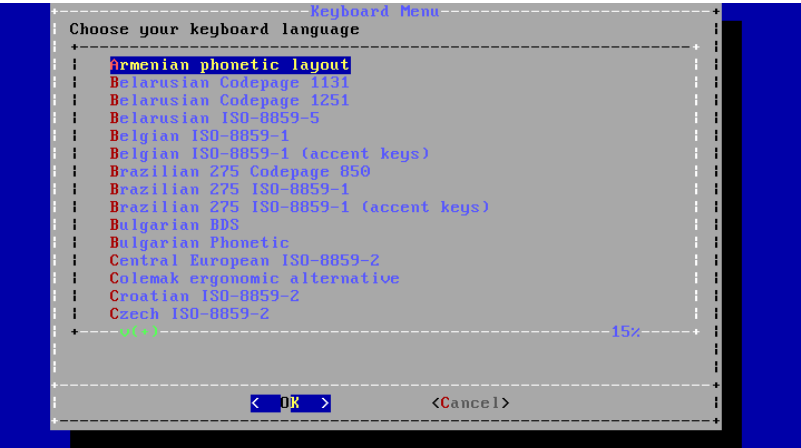 Keyboard Menu
Choose your keyboard language
Armenian phonetic layout
Belarusian Codepage 1131
Belarusian Codepage 1251
Belarusian ISO-8859-5
Belgian ISO-8859-1
Belgian ISO-8859-1 (accent keys)
Brazilian 275 Codepage 850
Brazilian 275 ISO-8859-1
Brazilian 275 ISO-8859-1 (accent keys)
Bulgarian BDS
Bulgarian Phonetic
Central European ISO-8859-2
Colemak ergonomic alternative
Croatian ISO-8859-2
Czech ISO-8859-2
v(+) 15%
< OK > <Cancel>